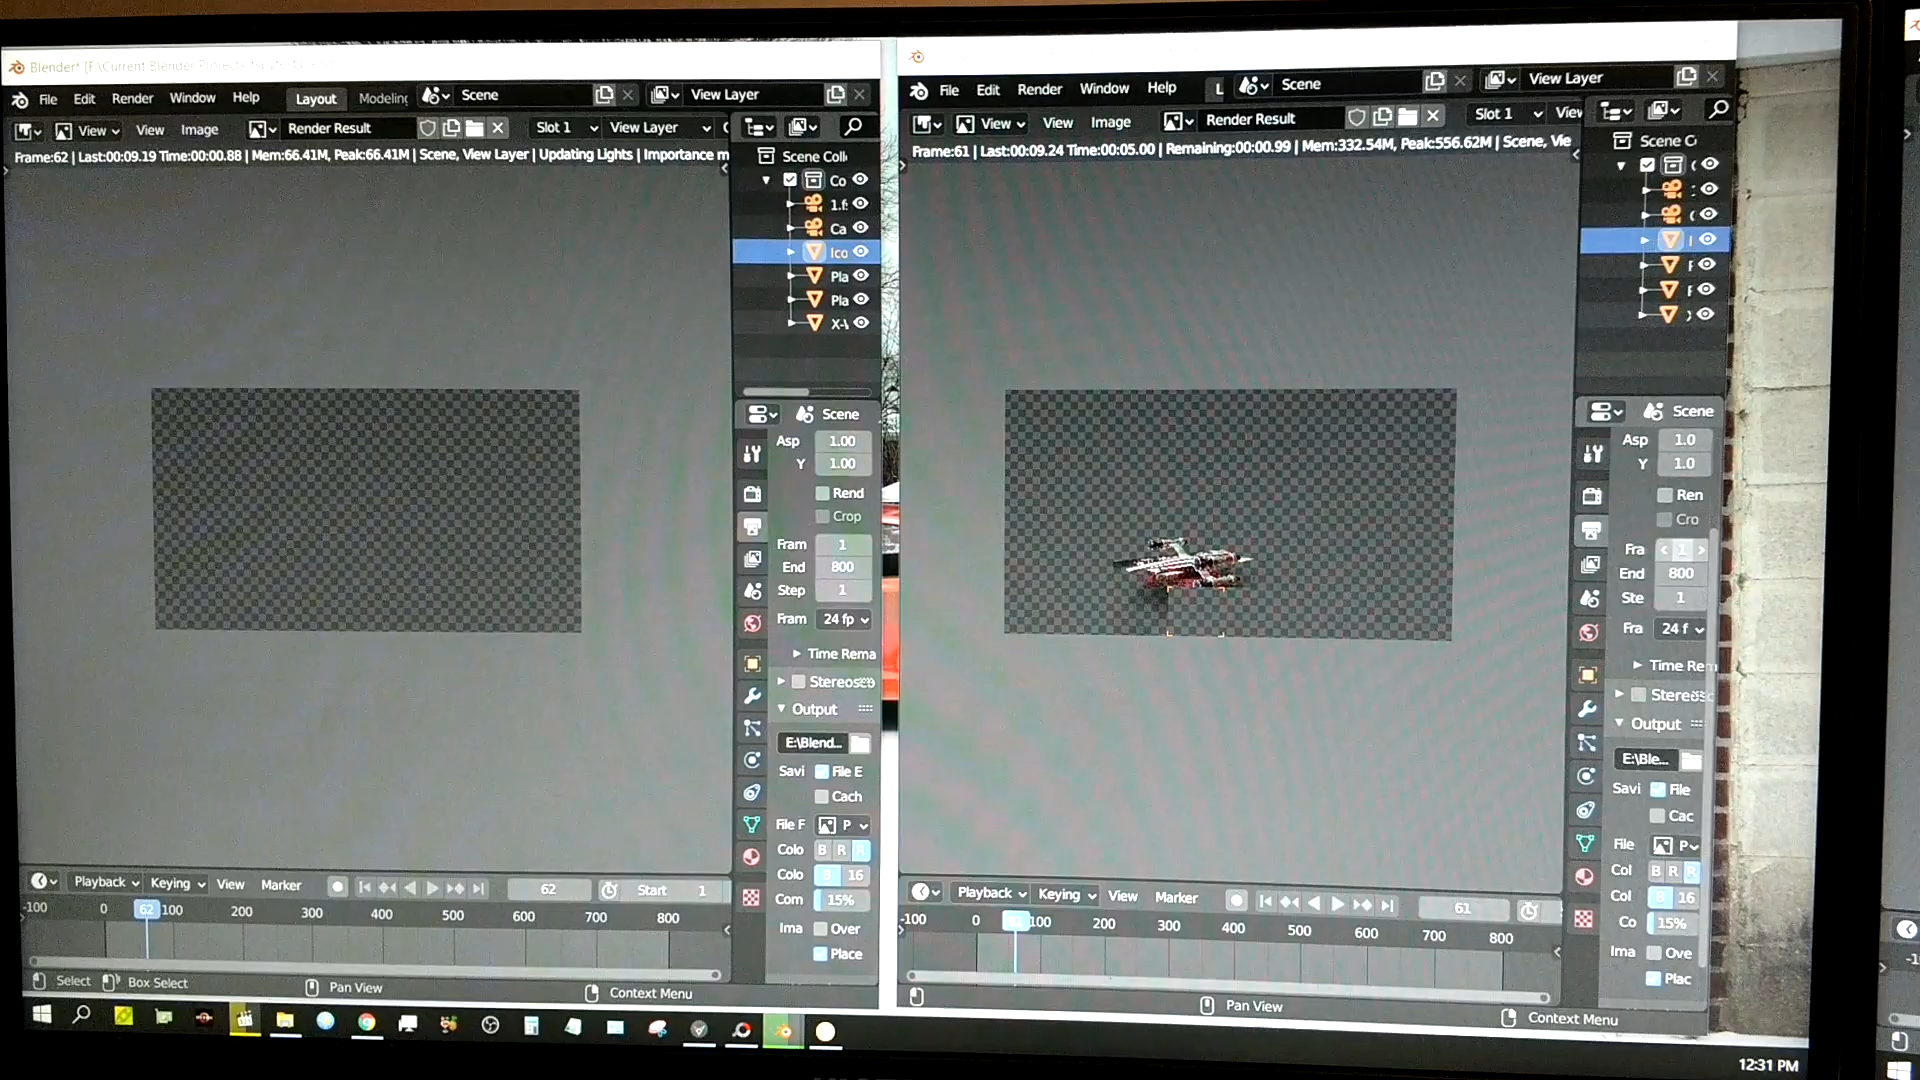 Blender* [F:\Current Blender Projects
File Edit Render Window Help Layout Modeling Scene View Layer
View View Image Render Result Slot 1 View Layer
Frame:62 | Last:00:09.19 Time:00:00.88 | Mem:66.41M, Peak:66.41M | Scene, View Layer | Updating Lights | Importance m
Scene Coll
Co
1.f
Ca
Ico
Pla
Pla
X-\
Scene
Asp 1.00
Y 1.00
Rend
Crop
Fram 1
End 800
Step 1
Fram 24 fp
Time Rema
Stereosco
Output
E:\Blend...
Savi File E
Cach
File F P
Colo B R R
Colo 8 16
Com 15%
Ima Over
Place
Playback Keying View Marker 62 Start 1
-100 0 62 100 200 300 400 500 600 700 800
Select Box Select Pan View Context Menu
File Edit Render Window Help L Scene View Layer
View View Image Render Result Slot 1 View
Frame:61 | Last:00:09.24 Time:00:05.00 | Remaining:00:00.99 | Mem:332.54M, Peak:556.62M | Scene, Vie
Scene C
Scene
Asp 1.0
Y 1.0
Ren
Cro
Fra 1
End 800
Ste 1
Fra 24 f
Time Rem
Stereosc
Output
E:\Ble...
Savi File
Cac
File P
Col B R R
Col 8 16
Co 15%
Ima Ove
Plac
Playback Keying View Marker 61
-100 0 61 100 200 300 400 500 600 700 800
Pan View Context Menu
12:31 PM